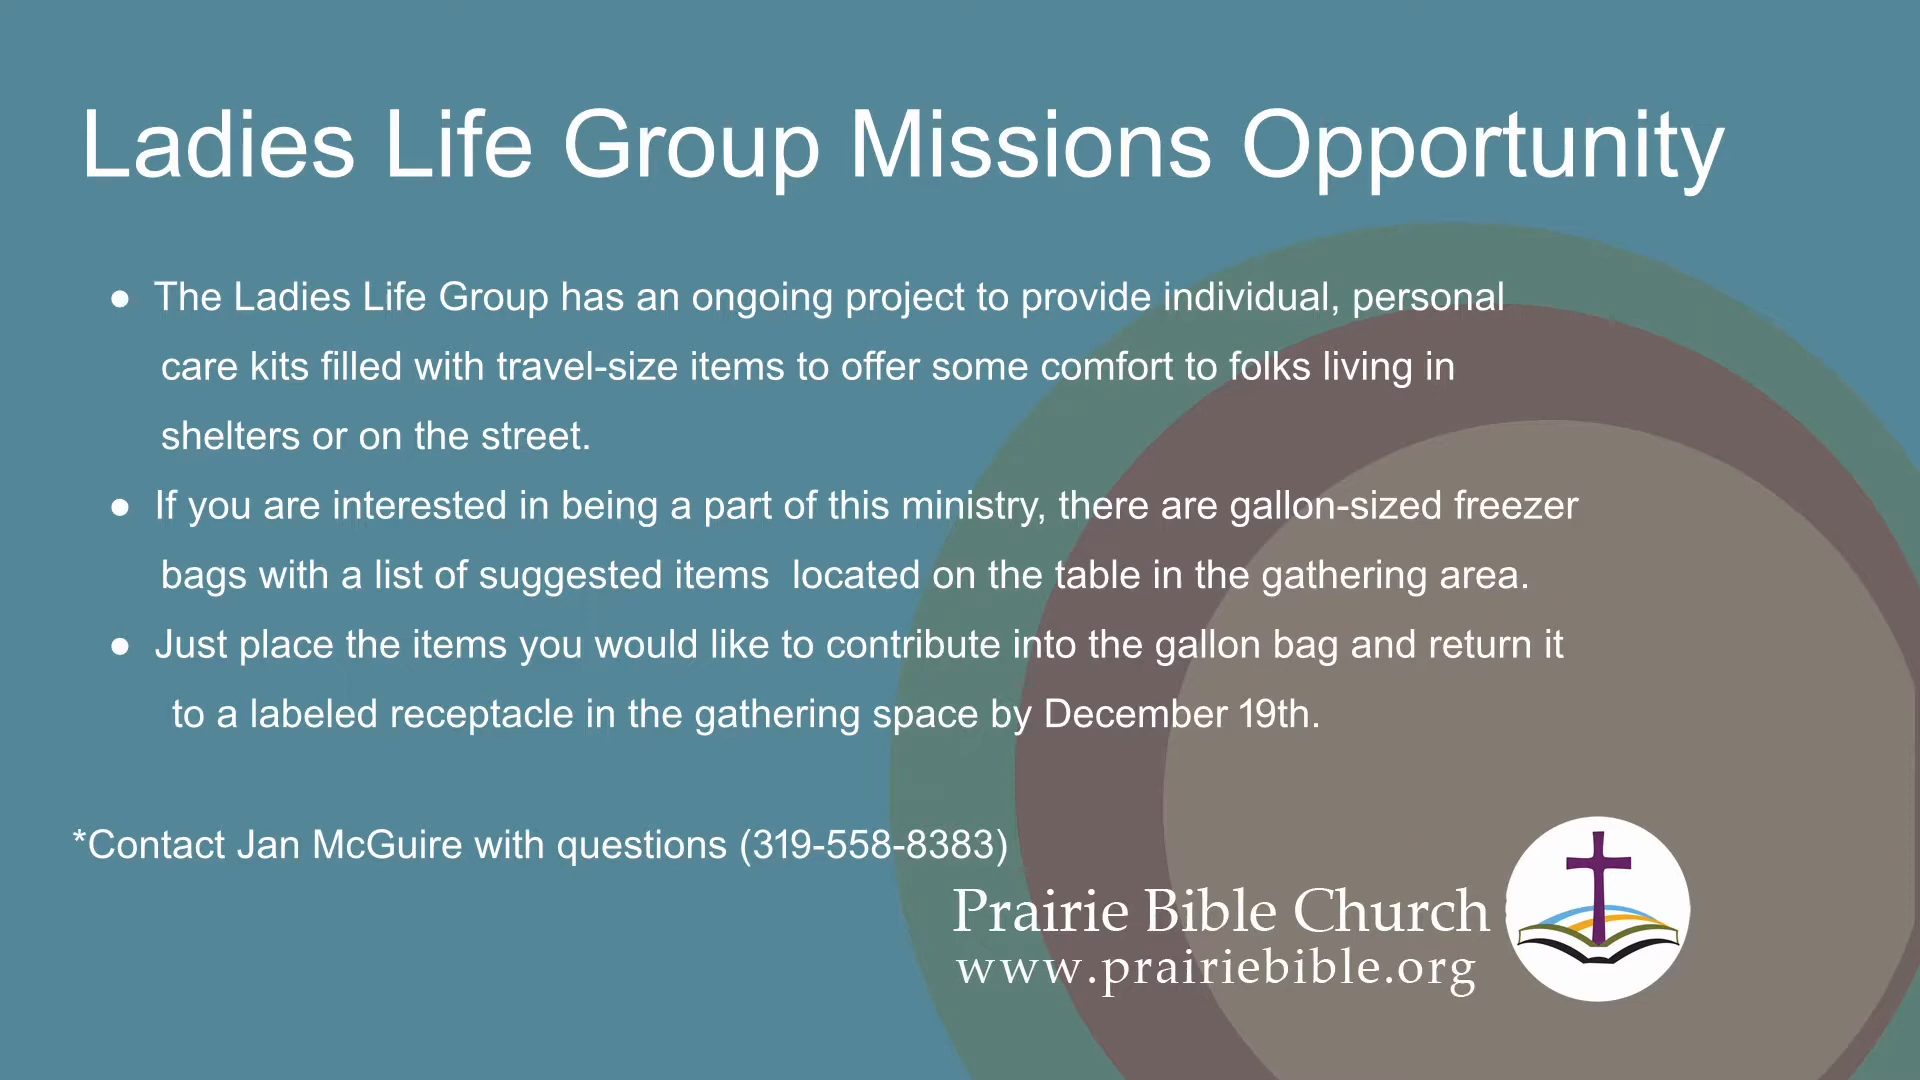 Ladies Life Group Missions Opportunity
● The Ladies Life Group has an ongoing project to provide individual, personal
care kits filled with travel-size items to offer some comfort to folks living in
shelters or on the street.
● If you are interested in being a part of this ministry, there are gallon-sized freezer
bags with a list of suggested items  located on the table in the gathering area.
● Just place the items you would like to contribute into the gallon bag and return it
to a labeled receptacle in the gathering space by December 19th.
*Contact Jan McGuire with questions (319-558-8383)
Prairie Bible Church
www.prairiebible.org